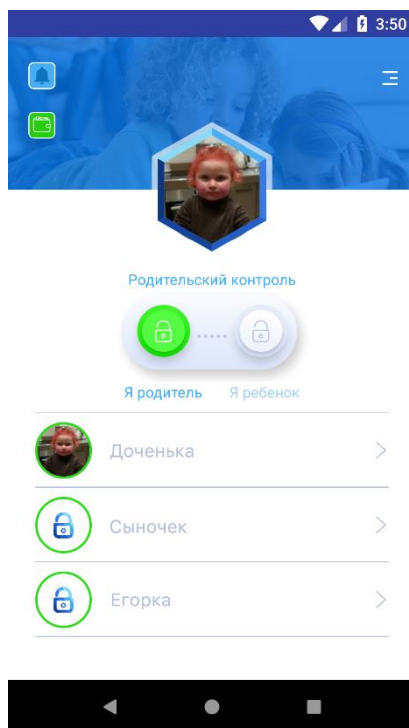 3:50
Родительский контроль
Я родитель Я ребенок
Доченька
Сыночек
Егорка